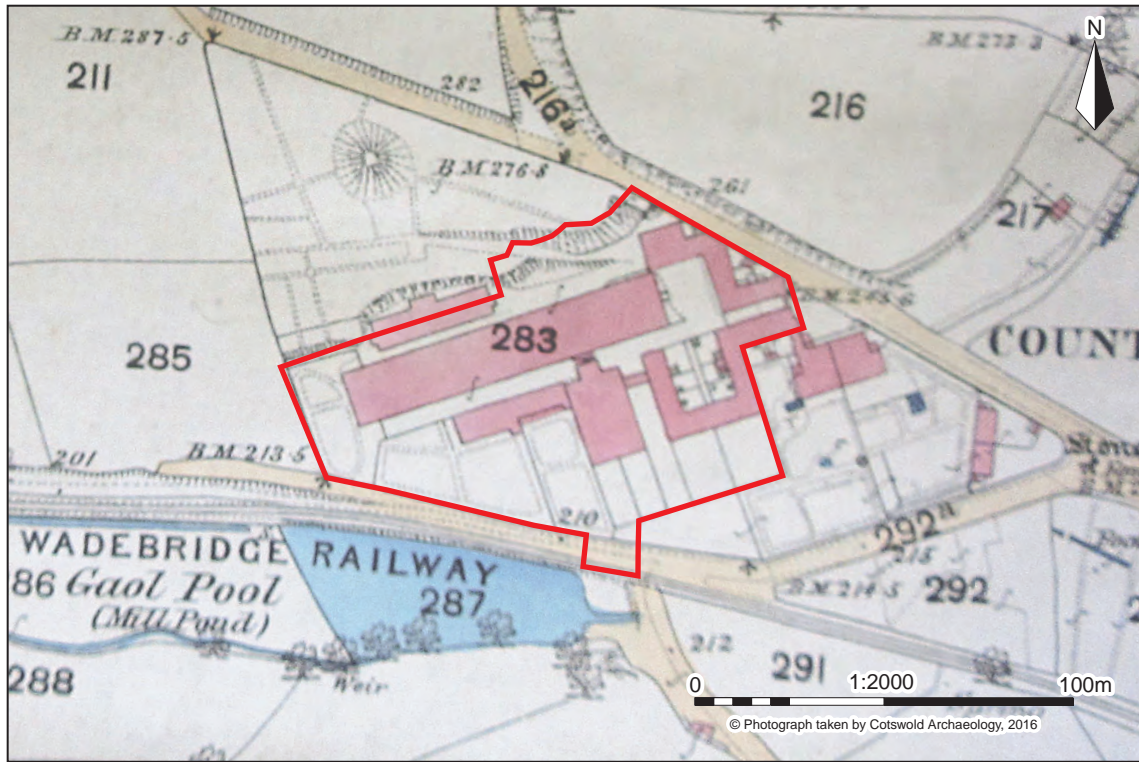 B.M.287·5
211
282
216a
B.M.276·8
216
N
261
217
285
283
COUNT
201
B.M.213·5
210
WADEBRIDGE RAILWAY
86 Gaol Pool
(Mill Pond)
287
292a
215
B.M.214·5
292
288
Weir
212
291
0 1:2000 100m
© Photograph taken by Cotswold Archaeology, 2016